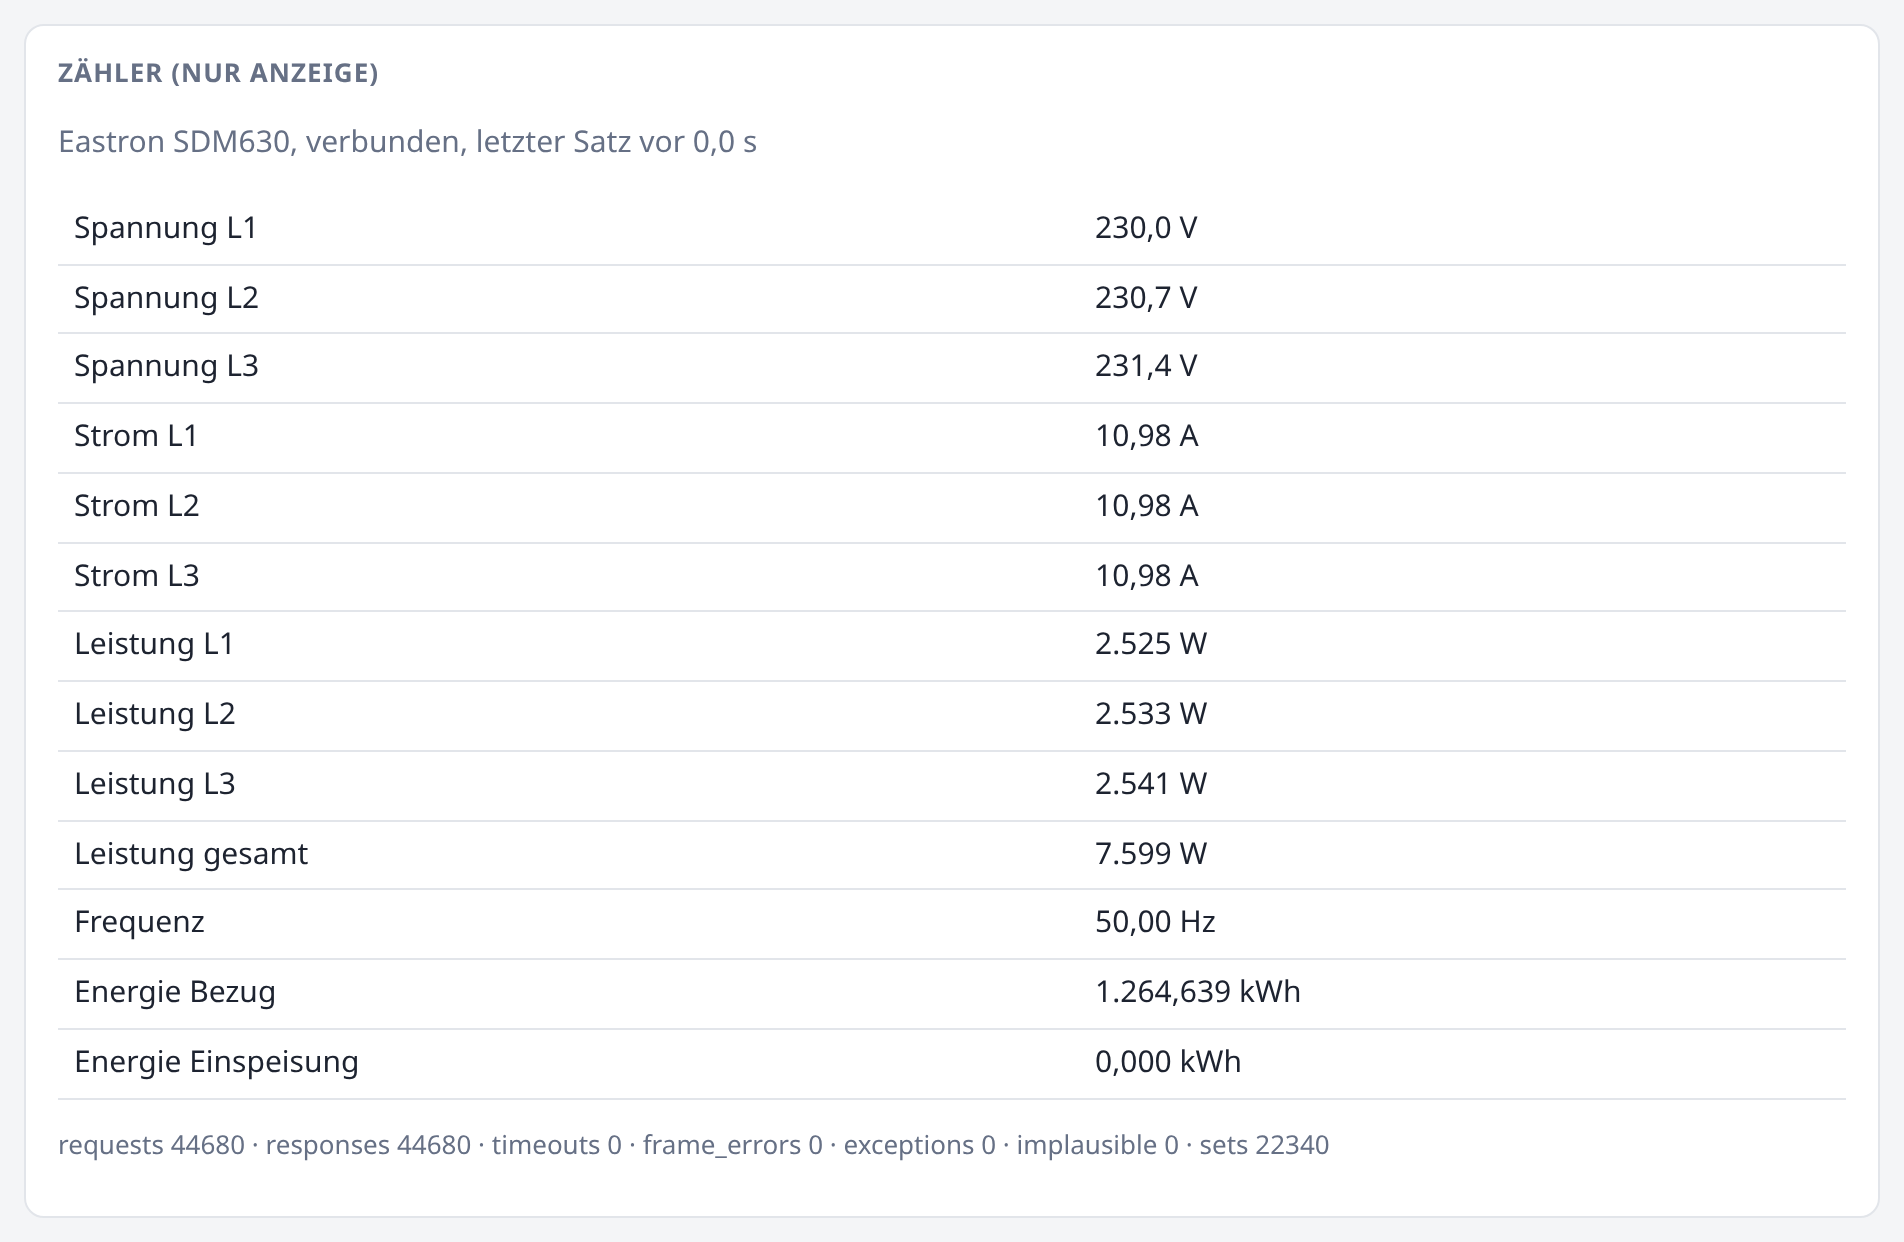 ZÄHLER (NUR ANZEIGE)
Eastron SDM630, verbunden, letzter Satz vor 0,0 s
Spannung L1 230,0 V
Spannung L2 230,7 V
Spannung L3 231,4 V
Strom L1 10,98 A
Strom L2 10,98 A
Strom L3 10,98 A
Leistung L1 2.525 W
Leistung L2 2.533 W
Leistung L3 2.541 W
Leistung gesamt 7.599 W
Frequenz 50,00 Hz
Energie Bezug 1.264,639 kWh
Energie Einspeisung 0,000 kWh
requests 44680 · responses 44680 · timeouts 0 · frame_errors 0 · exceptions 0 · implausible 0 · sets 22340